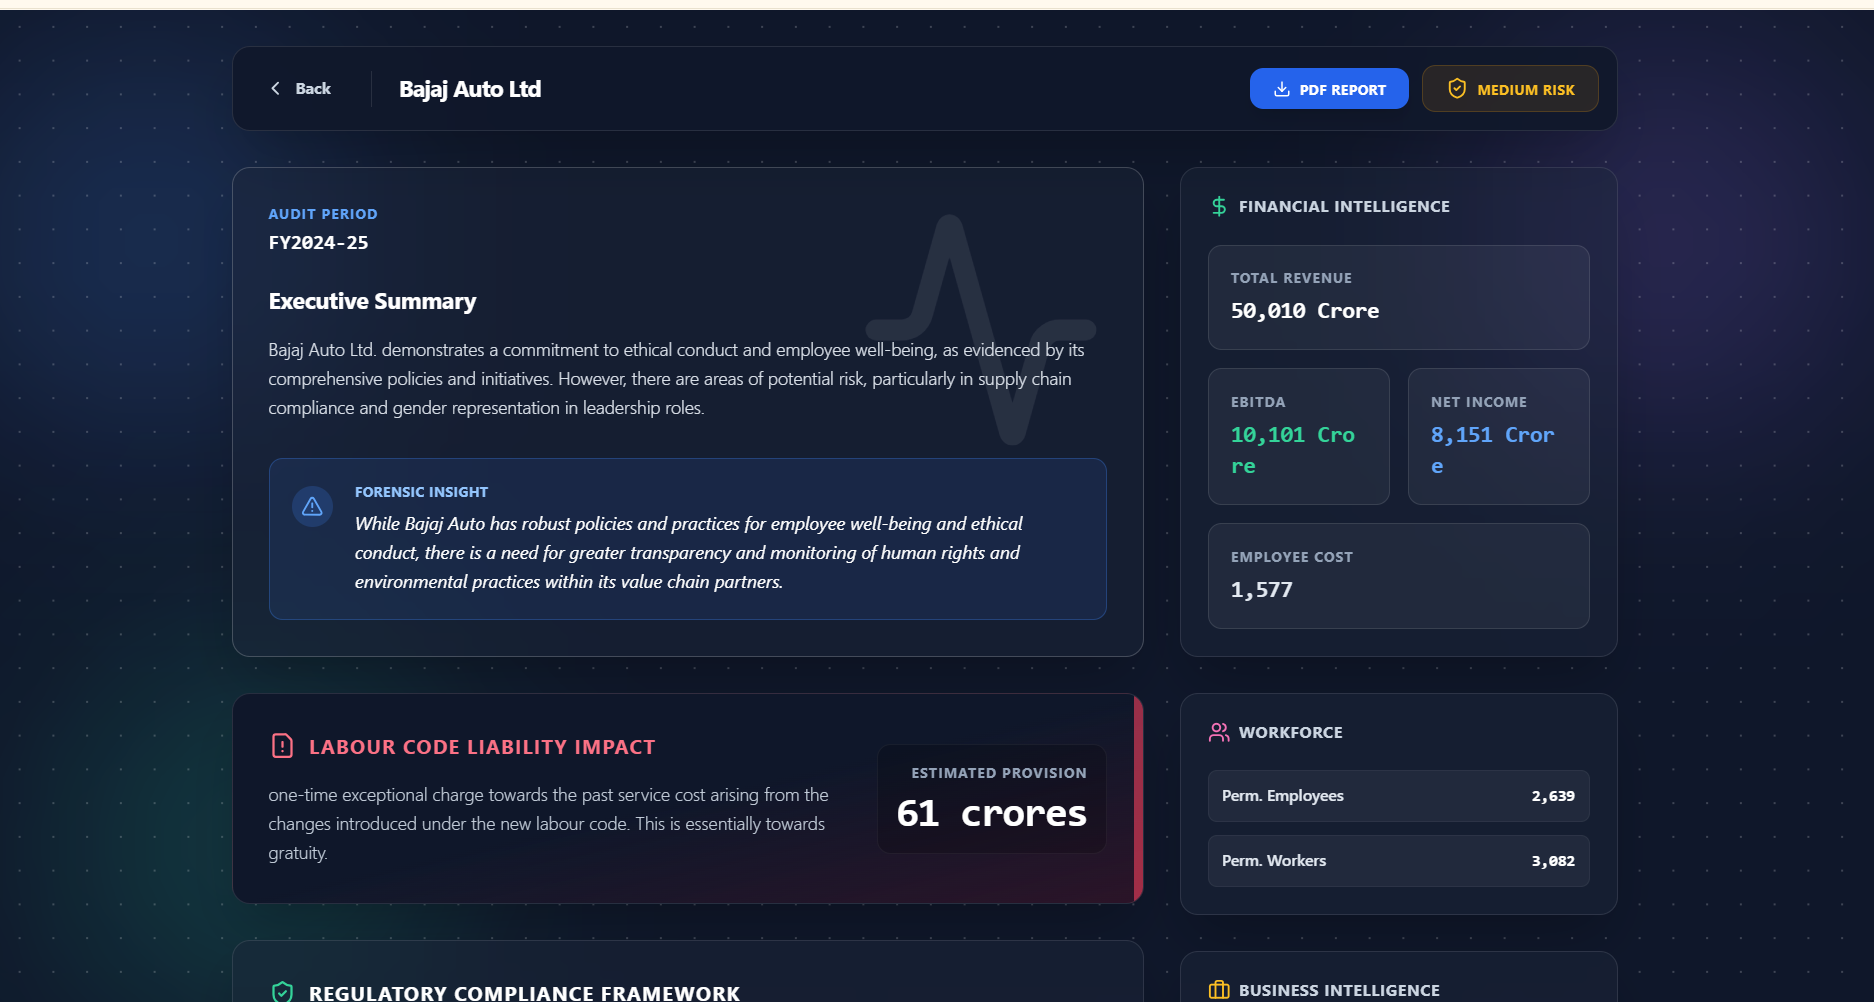 Back
Bajaj Auto Ltd
PDF REPORT
MEDIUM RISK
AUDIT PERIOD
FY2024-25
Executive Summary
Bajaj Auto Ltd. demonstrates a commitment to ethical conduct and employee well-being, as evidenced by its
comprehensive policies and initiatives. However, there are areas of potential risk, particularly in supply chain
compliance and gender representation in leadership roles.
FORENSIC INSIGHT
While Bajaj Auto has robust policies and practices for employee well-being and ethical
conduct, there is a need for greater transparency and monitoring of human rights and
environmental practices within its value chain partners.
FINANCIAL INTELLIGENCE
TOTAL REVENUE
50,010 Crore
EBITDA
10,101 Cro
re
NET INCOME
8,151 Cror
e
EMPLOYEE COST
1,577
LABOUR CODE LIABILITY IMPACT
one-time exceptional charge towards the past service cost arising from the
changes introduced under the new labour code. This is essentially towards
gratuity.
ESTIMATED PROVISION
61 crores
WORKFORCE
Perm. Employees 2,639
Perm. Workers 3,082
REGULATORY COMPLIANCE FRAMEWORK
BUSINESS INTELLIGENCE